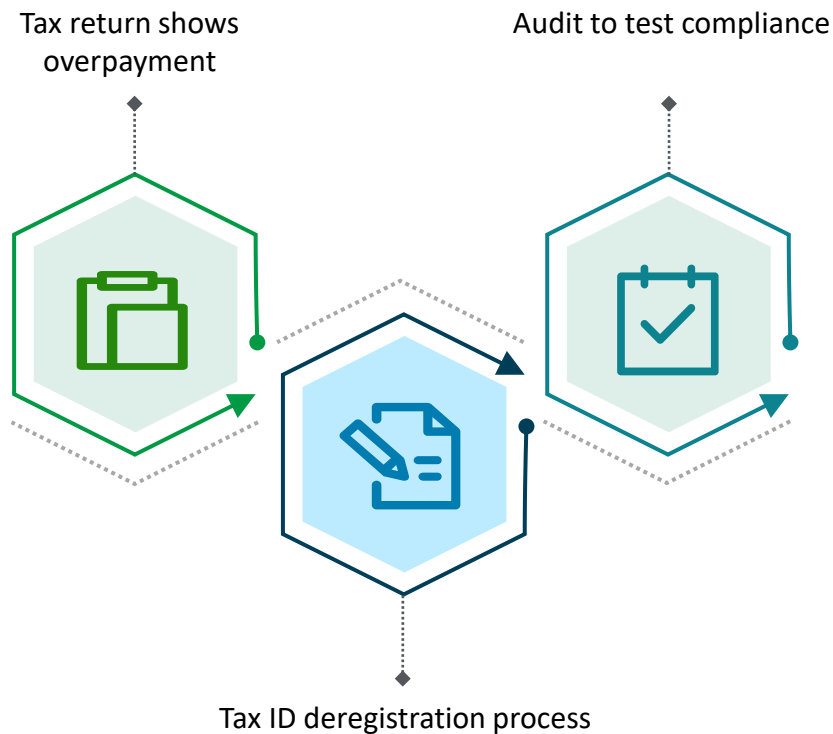 Tax return shows
overpayment
Audit to test compliance
Tax ID deregistration process